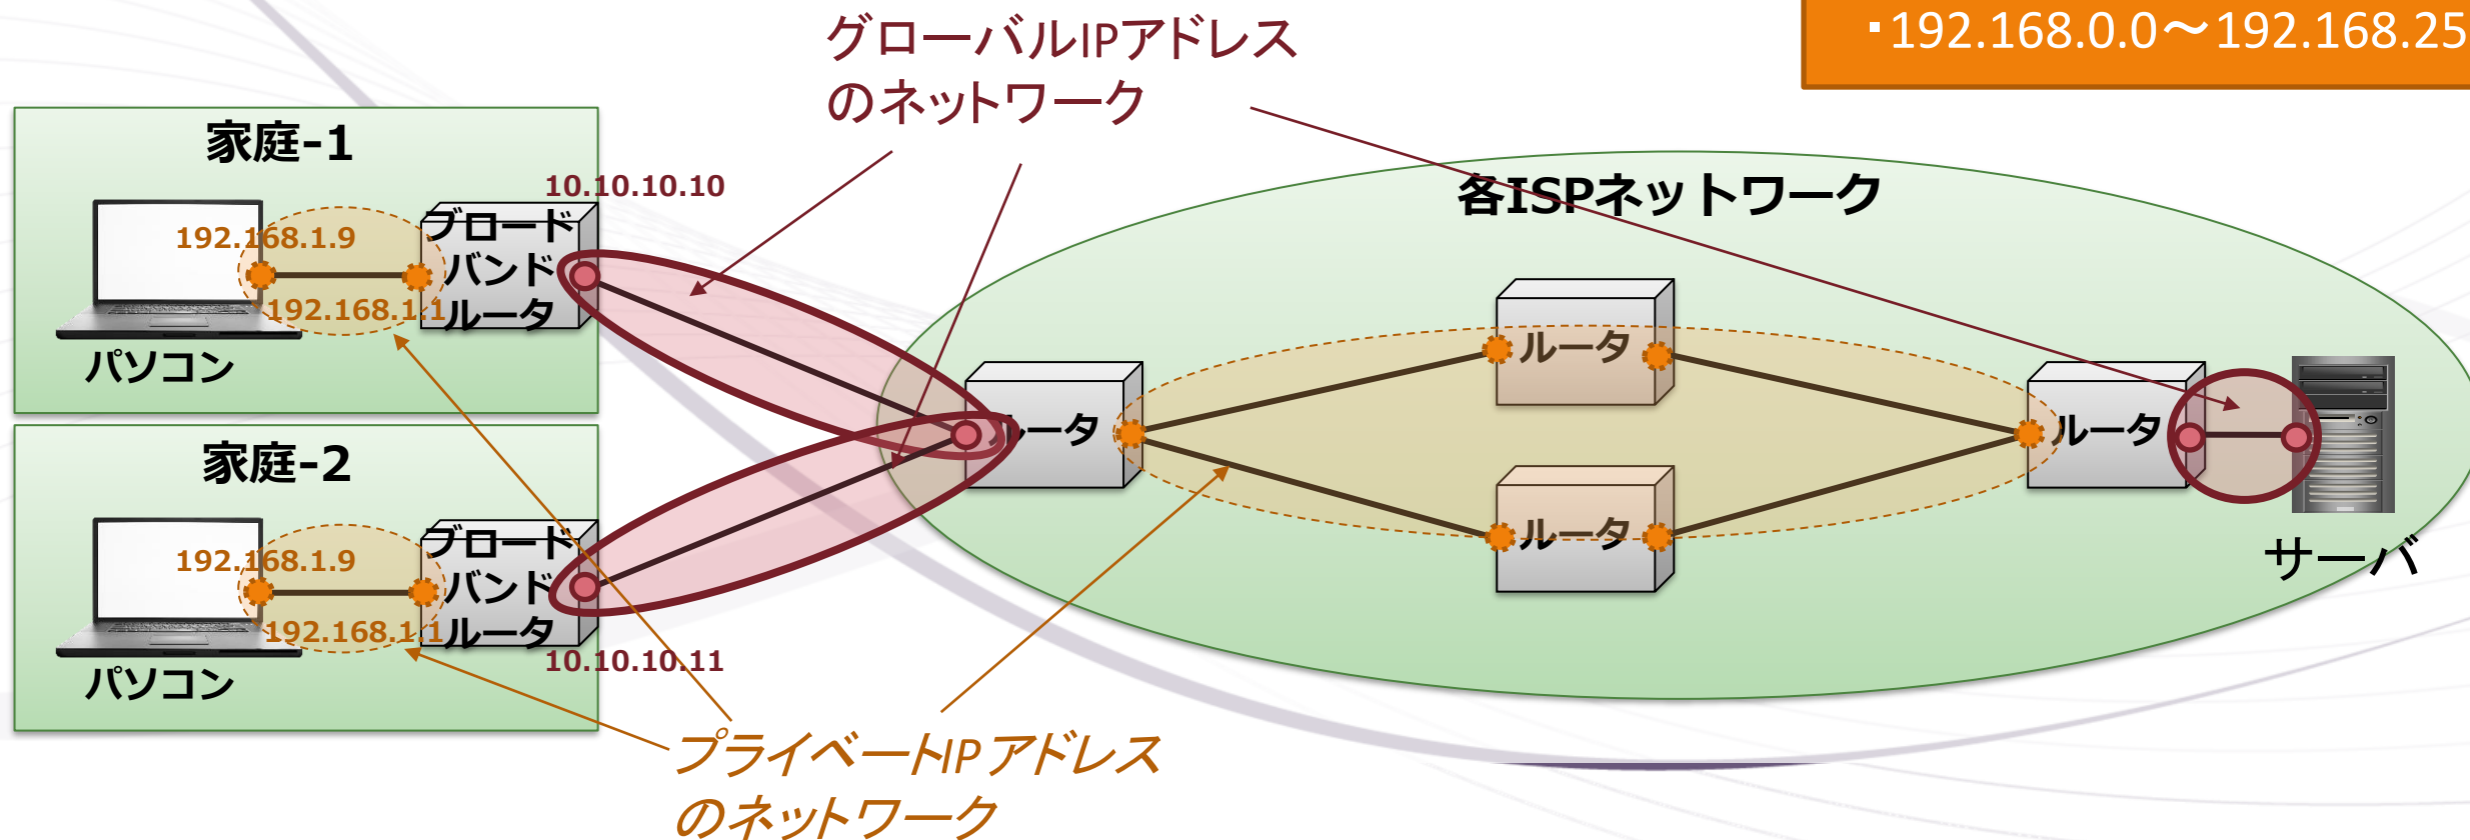 ・192.168.0.0～192.168.25
グローバルIPアドレス
のネットワーク
家庭-1
10.10.10.10
192.168.1.9
192.168.1.1
ブロード
バンド
ルータ
パソコン
家庭-2
192.168.1.9
192.168.1.1
ブロード
バンド
ルータ
10.10.10.11
パソコン
各ISPネットワーク
ルータ
ルータ
ルータ
ルータ
サーバ
プライベートIPアドレス
のネットワーク